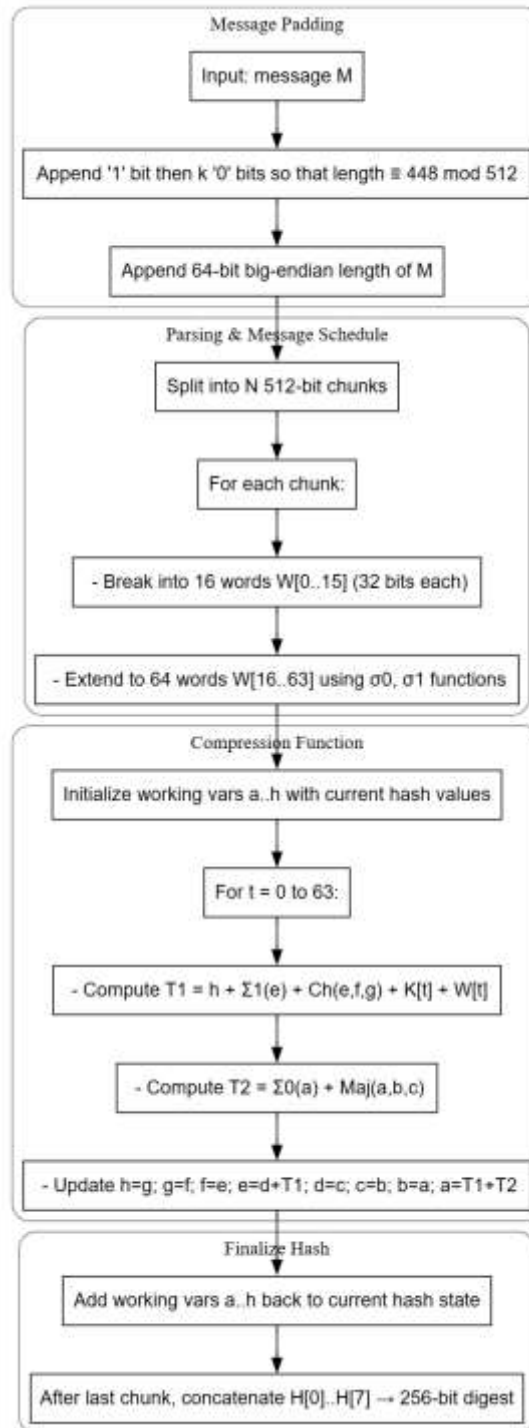 Message Padding
Input: message M
Append '1' bit then k '0' bits so that length ≡ 448 mod 512
Append 64-bit big-endian length of M
Parsing & Message Schedule
Split into N 512-bit chunks
For each chunk:
- Break into 16 words W[0..15] (32 bits each)
- Extend to 64 words W[16..63] using σ0, σ1 functions
Compression Function
Initialize working vars a..h with current hash values
For t = 0 to 63:
- Compute T1 = h + Σ1(e) + Ch(e,f,g) + K[t] + W[t]
- Compute T2 = Σ0(a) + Maj(a,b,c)
- Update h=g; g=f; f=e; e=d+T1; d=c; c=b; b=a; a=T1+T2
Finalize Hash
Add working vars a..h back to current hash state
After last chunk, concatenate H[0]..H[7] → 256-bit digest